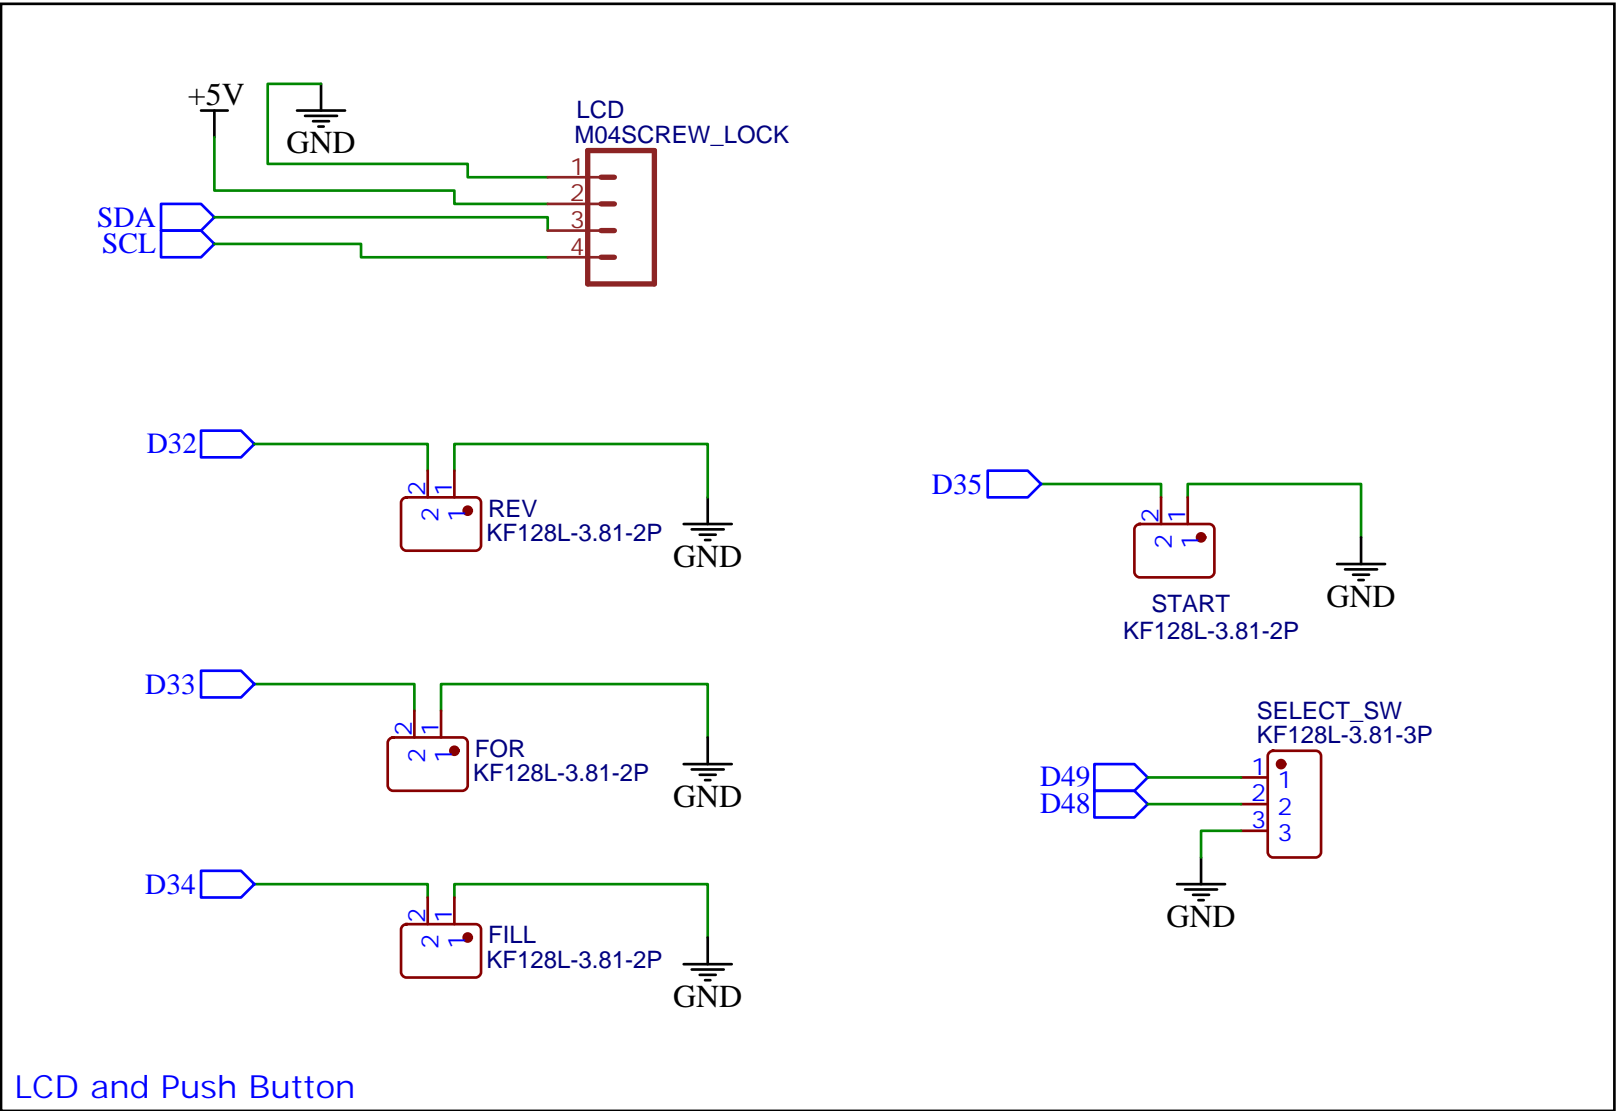 +5V
GND
LCD
M04SCREW_LOCK
1
2
3
4
SDA
SCL
D32
2 1
2 1
REV
KF128L-3.81-2P
GND
D35
2 1
2 1
START
KF128L-3.81-2P
GND
D33
2 1
2 1
FOR
KF128L-3.81-2P
GND
SELECT_SW
KF128L-3.81-3P
D49
D48
1 1
2 2
3 3
GND
D34
2 1
2 1
FILL
KF128L-3.81-2P
GND
LCD and Push Button